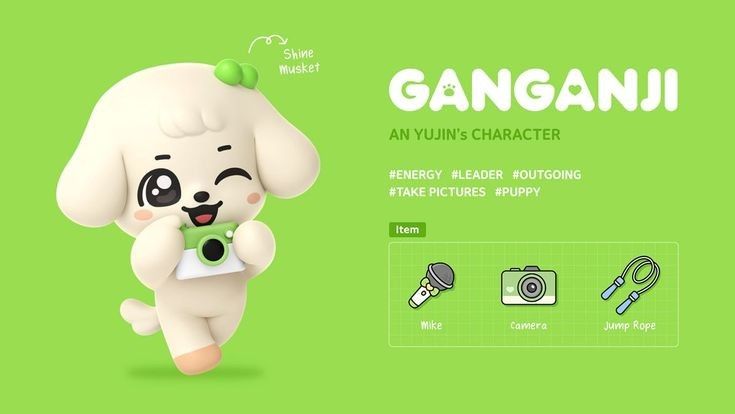 Shine
Musket
GANGANJI
AN YUJIN's CHARACTER
#ENERGY #LEADER #OUTGOING
#TAKE PICTURES #PUPPY
Item
Mike Camera Jump Rope